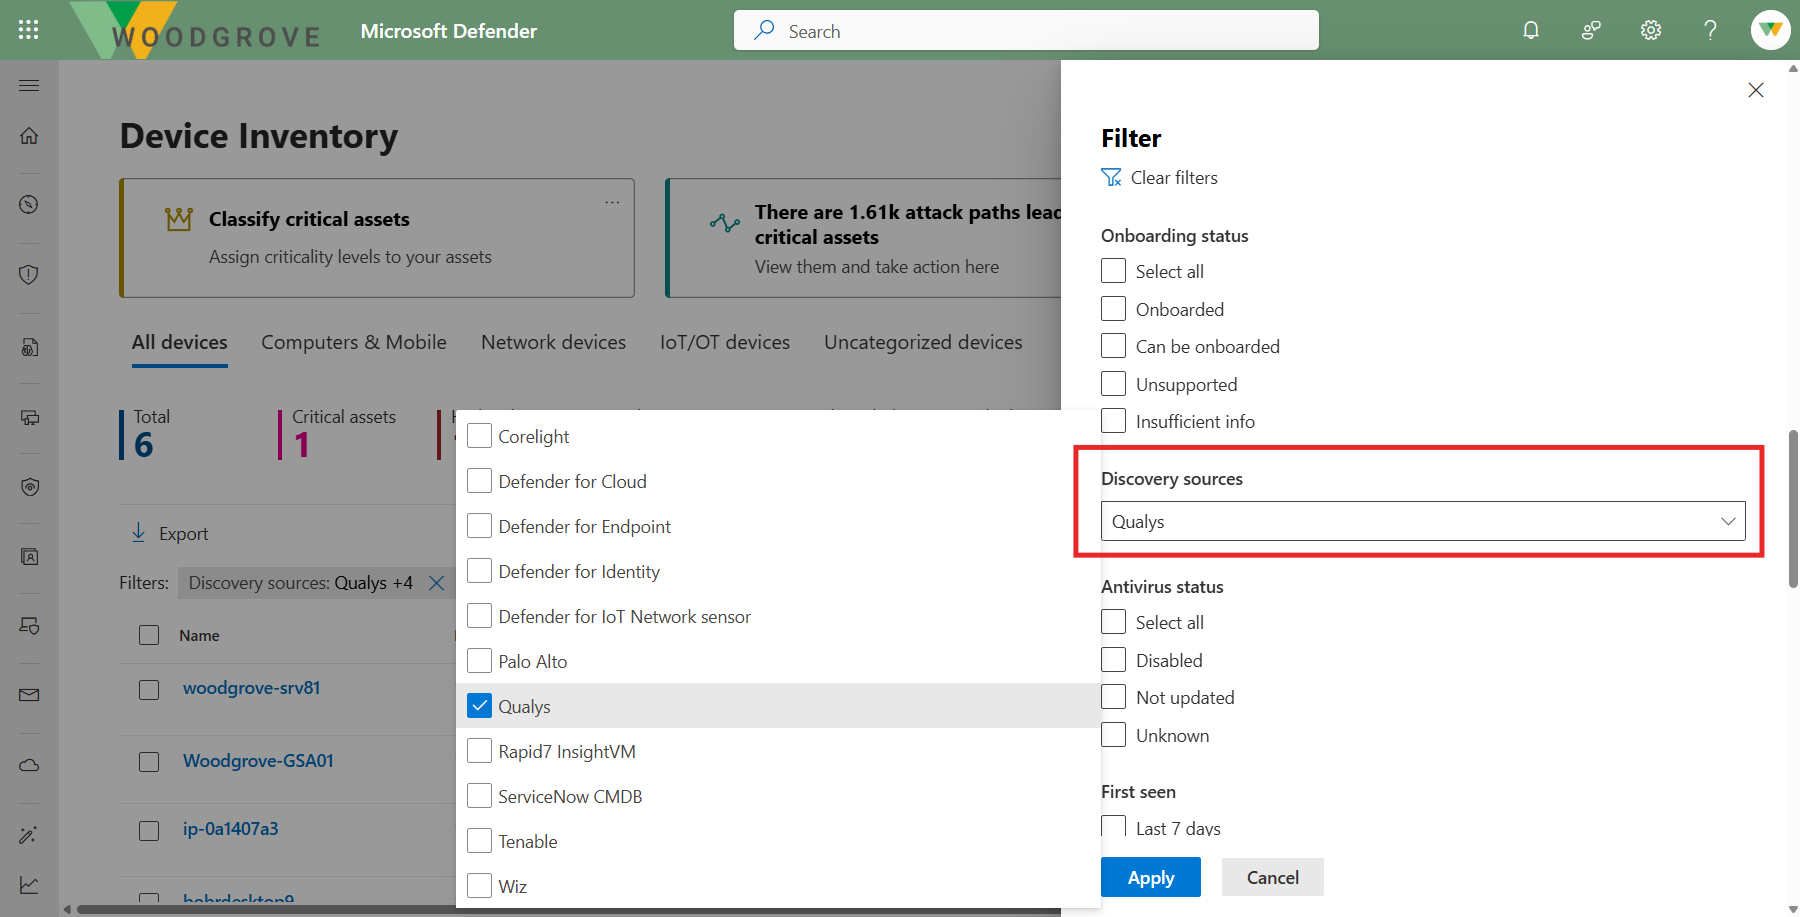 WOODGROVE
Microsoft Defender
Search
Device Inventory
Classify critical assets
Assign criticality levels to your assets
There are 1.61k attack paths lead
critical assets
View them and take action here
All devices
Computers & Mobile
Network devices
IoT/OT devices
Uncategorized devices
Total
6
Critical assets
1
Export
Filters:
Discovery sources: Qualys +4
Name
woodgrove-srv81
Woodgrove-GSA01
ip-0a1407a3
Corelight
Defender for Cloud
Defender for Endpoint
Defender for Identity
Defender for IoT Network sensor
Palo Alto
Qualys
Rapid7 InsightVM
ServiceNow CMDB
Tenable
Wiz
Filter
Clear filters
Onboarding status
Select all
Onboarded
Can be onboarded
Unsupported
Insufficient info
Discovery sources
Qualys
Antivirus status
Select all
Disabled
Not updated
Unknown
First seen
Last 7 days
Apply
Cancel